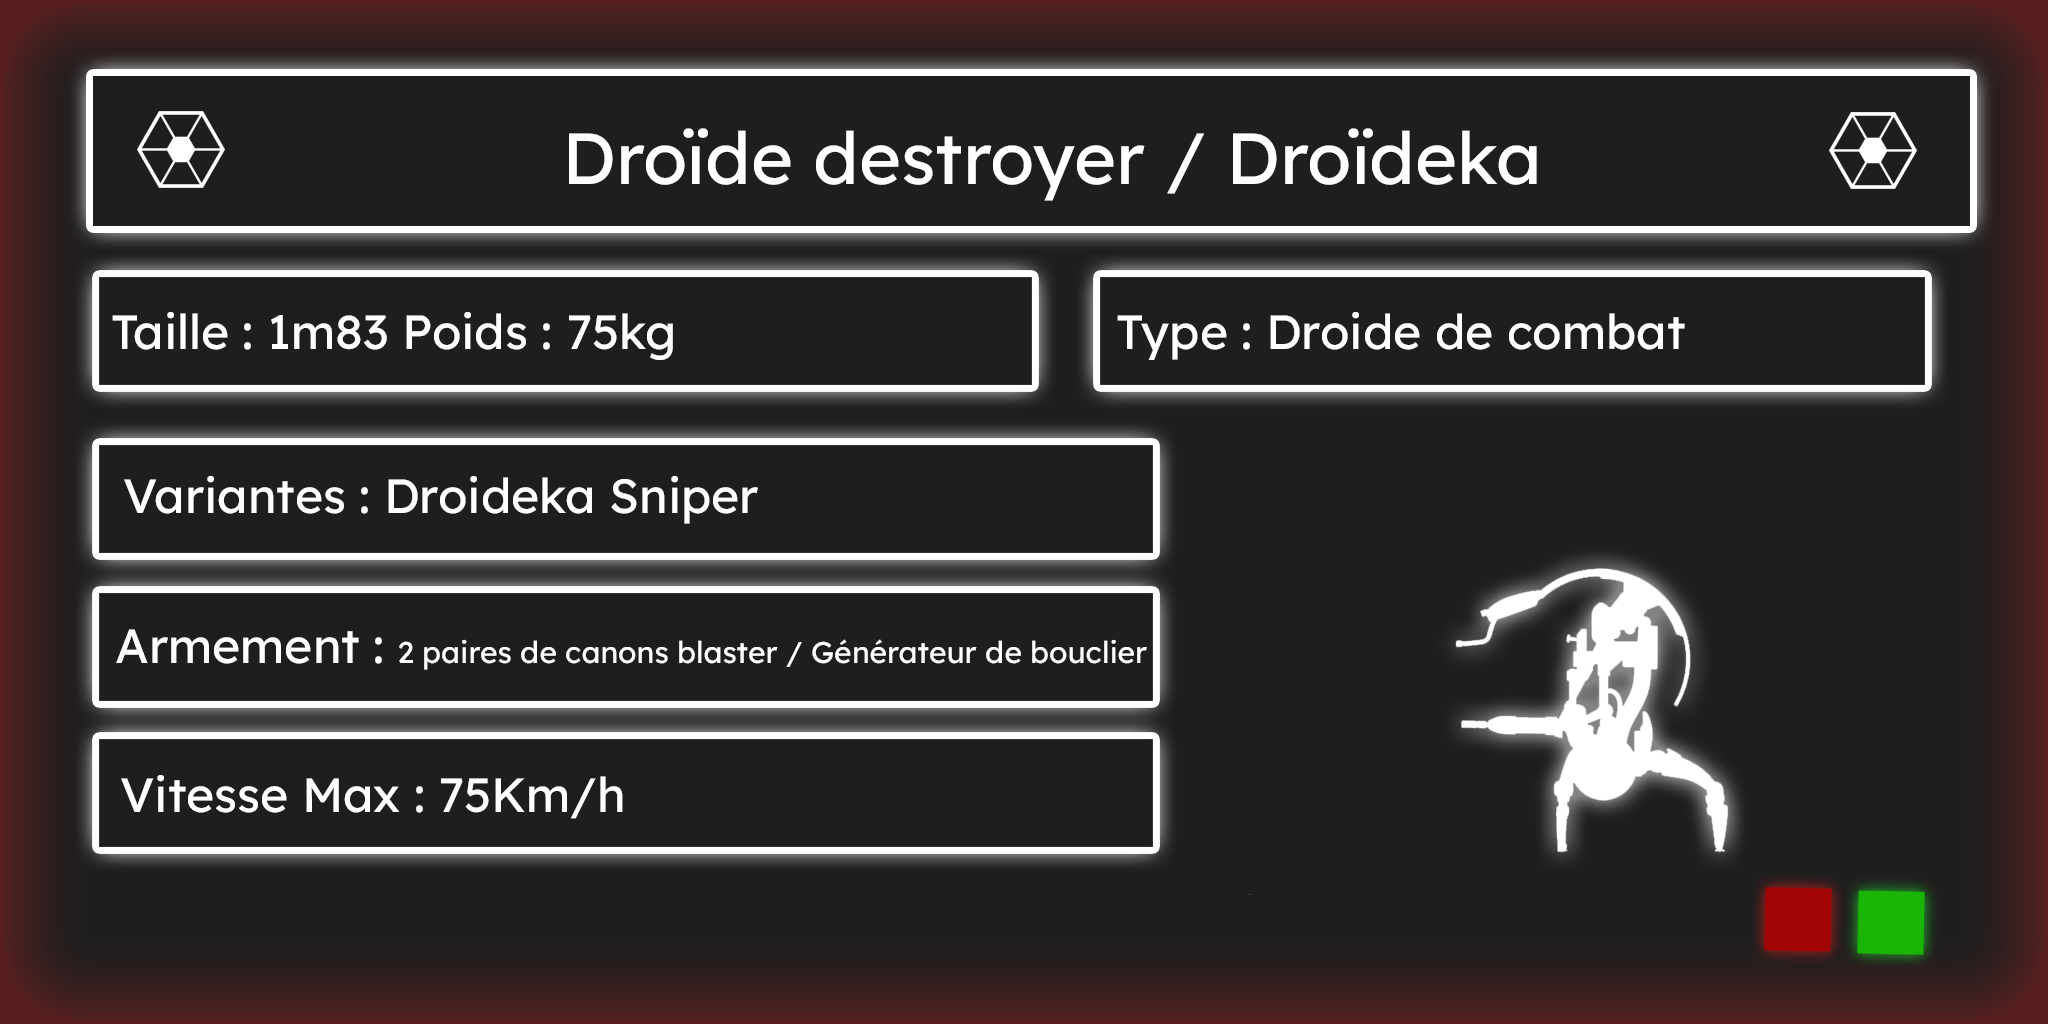 Droïde destroyer / Droïdeka
Taille : 1m83 Poids : 75kg
Type : Droide de combat
Variantes : Droideka Sniper
Armement : 2 paires de canons blaster / Générateur de bouclier
Vitesse Max : 75Km/h